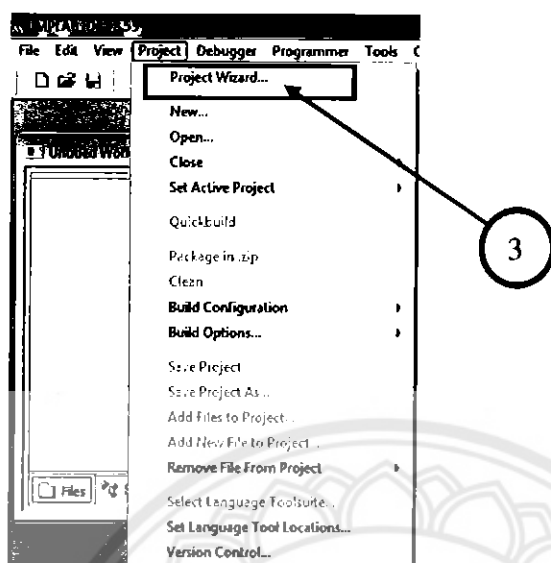 File Edit View Project Debugger Programmer Tools
Project Wizard...
New...
Open...
Close
Set Active Project
Quickbuild
Package in .zip
Clean
Build Configuration
Build Options...
Save Project
Save Project As...
Add Files to Project...
Add New File to Project...
Remove File From Project
Select Language Toolsuite...
Set Language Tool Locations...
Version Control...
Files
3